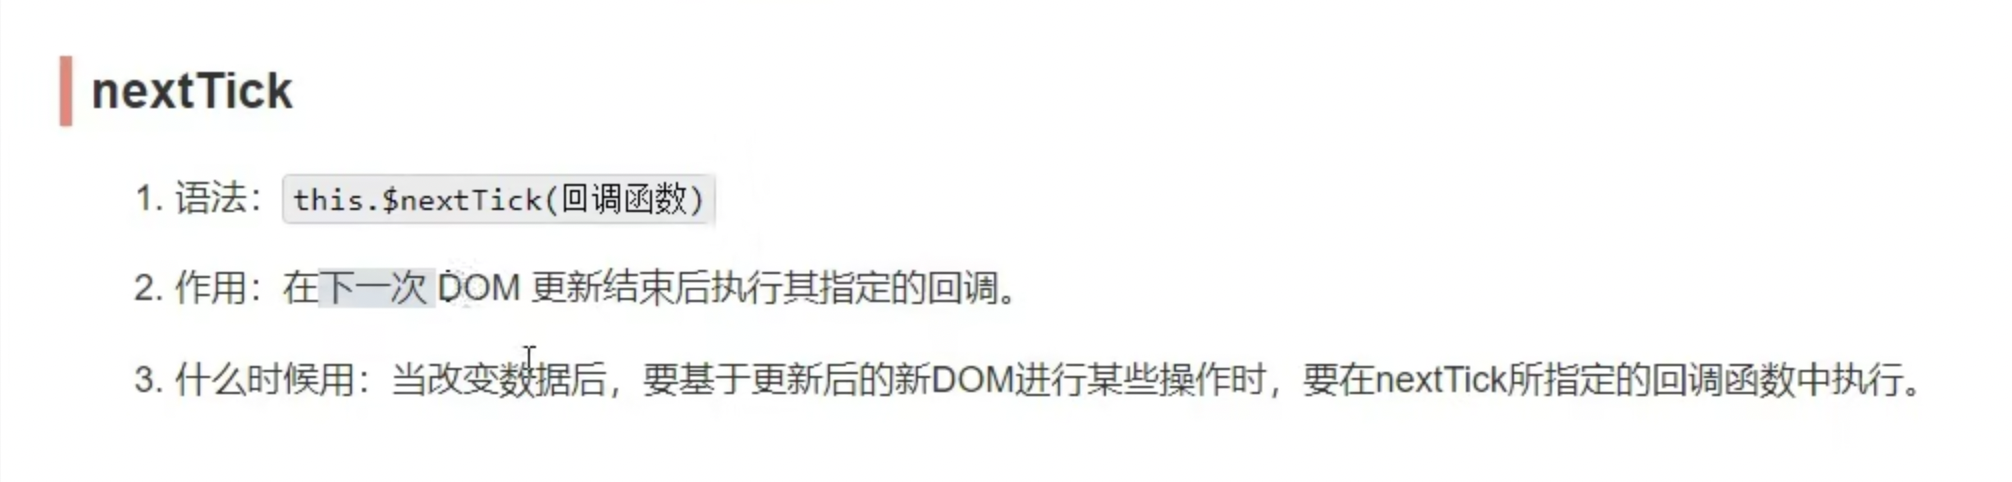 nextTick
1. 语法：this.$nextTick(回调函数)
2. 作用：在下一次 DOM 更新结束后执行其指定的回调。
3. 什么时候用：当改变数据后，要基于更新后的新DOM进行某些操作时，要在nextTick所指定的回调函数中执行。